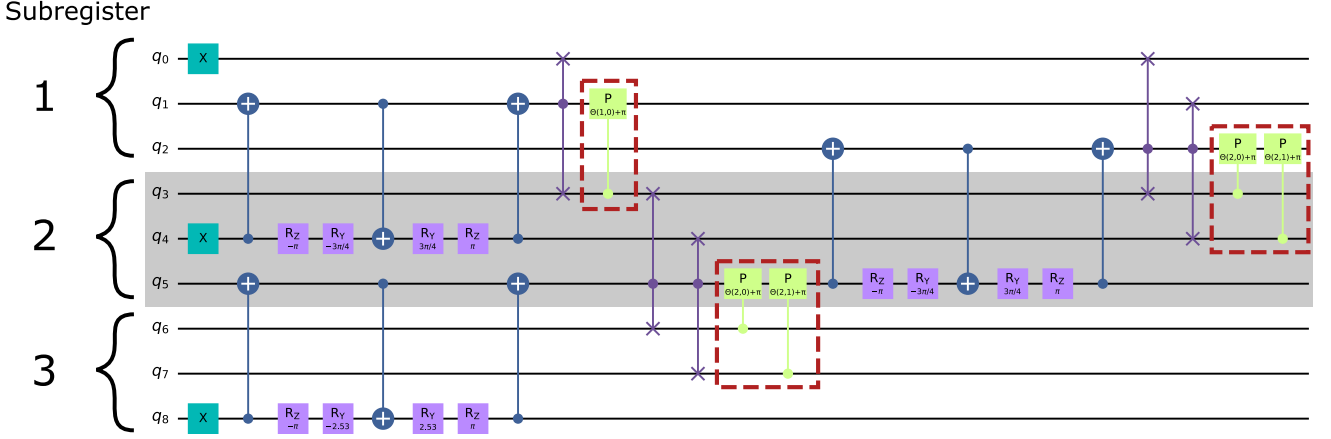 Subregister
q0 X
1
q1 P
Θ(1,0)+π
q2 P P
Θ(2,0)+π Θ(2,1)+π
q3
2
q4 X RZ RY RY RZ
-π -3π/4 3π/4 π
q5 P P RZ RY RY RZ
Θ(2,0)+π Θ(2,1)+π -π -3π/4 3π/4 π
q6
3
q7
q8 X RZ RY RY RZ
-π -2.53 2.53 π